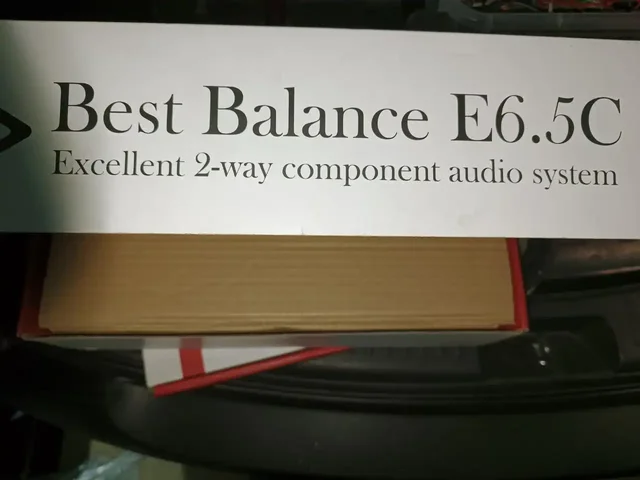 Best Balance E6.5C
Excellent 2-way component audio system